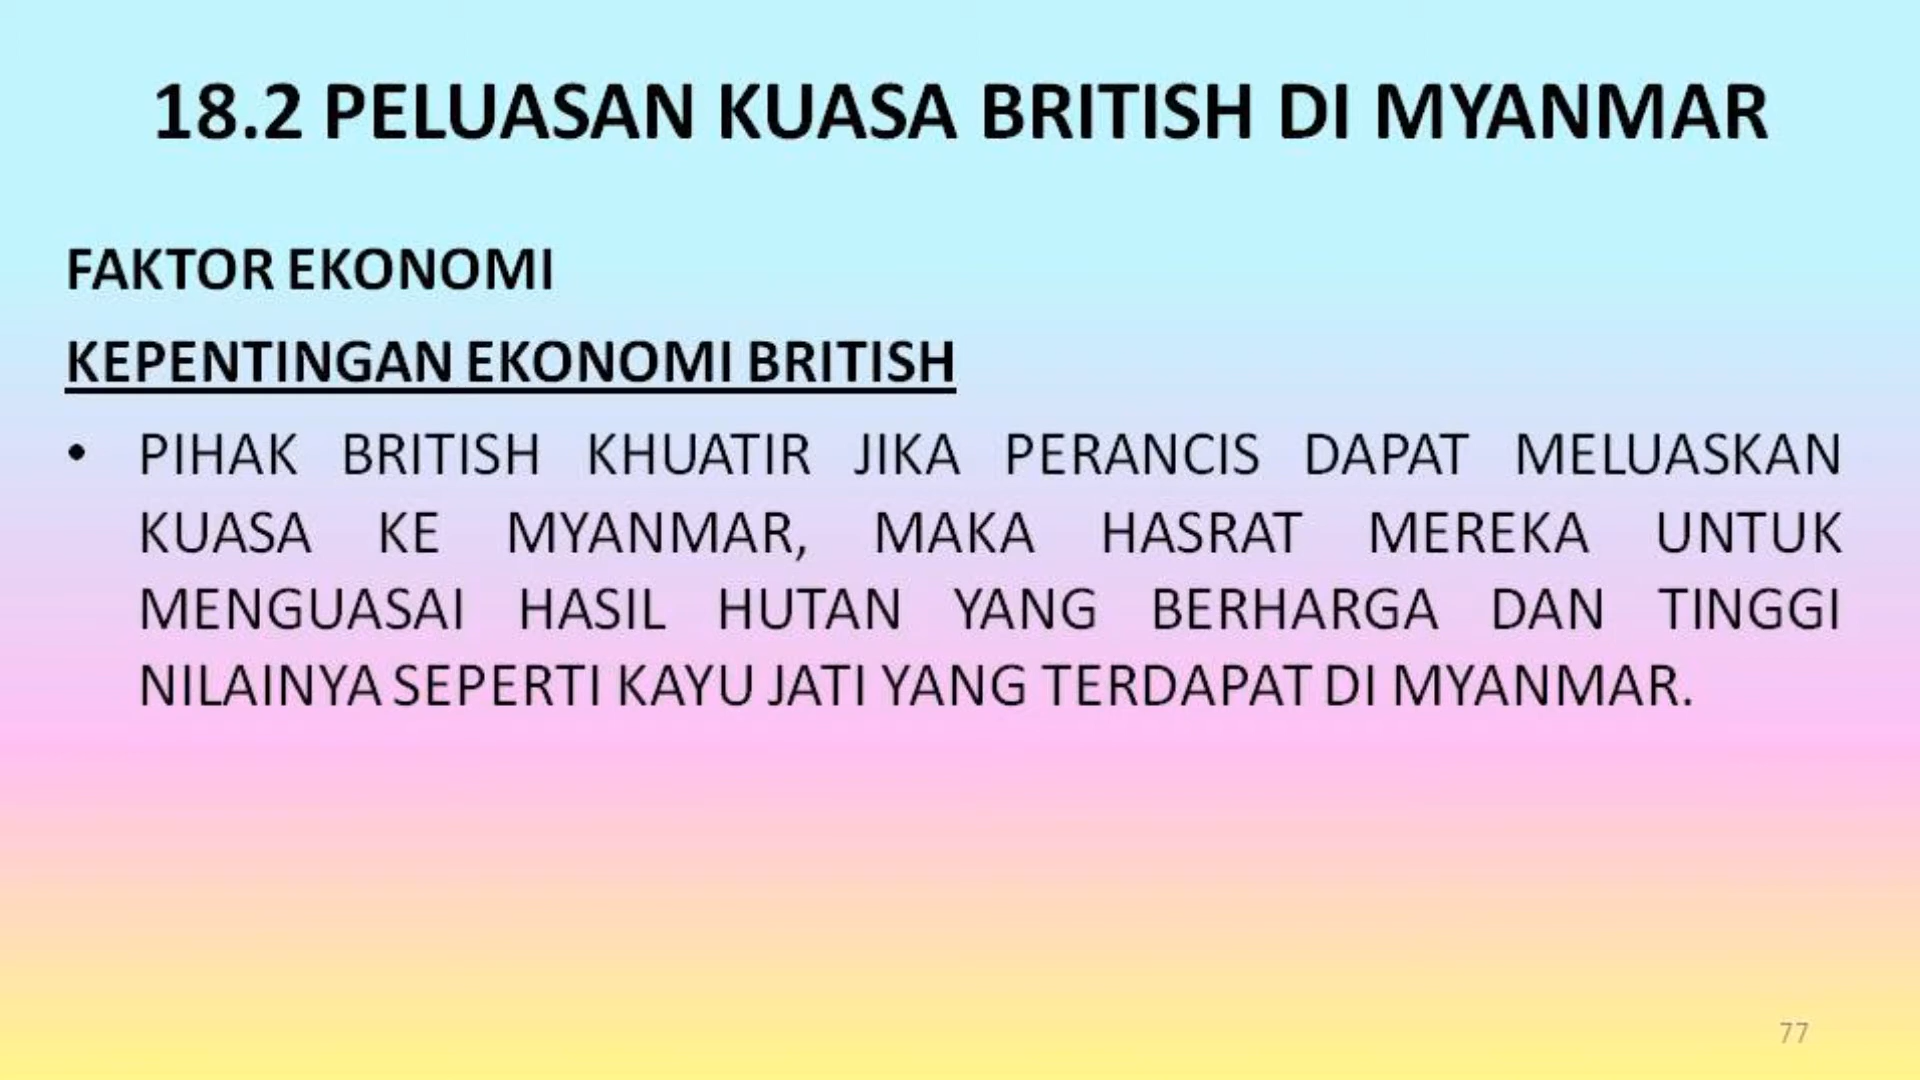 18.2 PELUASAN KUASA BRITISH DI MYANMAR
FAKTOR EKONOMI
KEPENTINGAN EKONOMI BRITISH
• PIHAK BRITISH KHUATIR JIKA PERANCIS DAPAT MELUASKAN
KUASA KE MYANMAR, MAKA HASRAT MEREKA UNTUK
MENGUASAI HASIL HUTAN YANG BERHARGA DAN TINGGI
NILAINYA SEPERTI KAYU JATI YANG TERDAPAT DI MYANMAR.
77